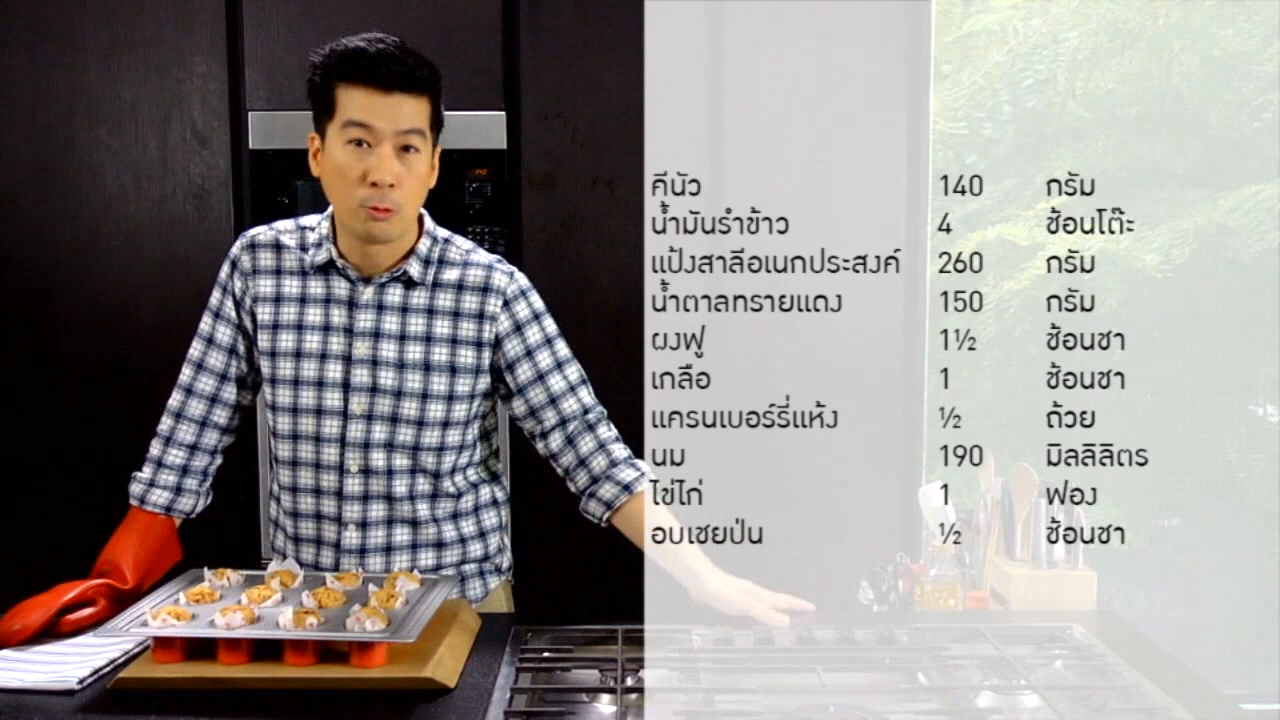 คีนัว 140 กรัม
น้ำมันรำข้าว 4 ช้อนโต๊ะ
แป้งสาลีอเนกประสงค์ 260 กรัม
น้ำตาลทรายแดง 150 กรัม
ผงฟู 1½ ช้อนชา
เกลือ 1 ช้อนชา
แครนเบอร์รี่แห้ง ½ ถ้วย
นม 190 มิลลิลิตร
ไข่ไก่ 1 ฟอง
อบเชยป่น ½ ช้อนชา